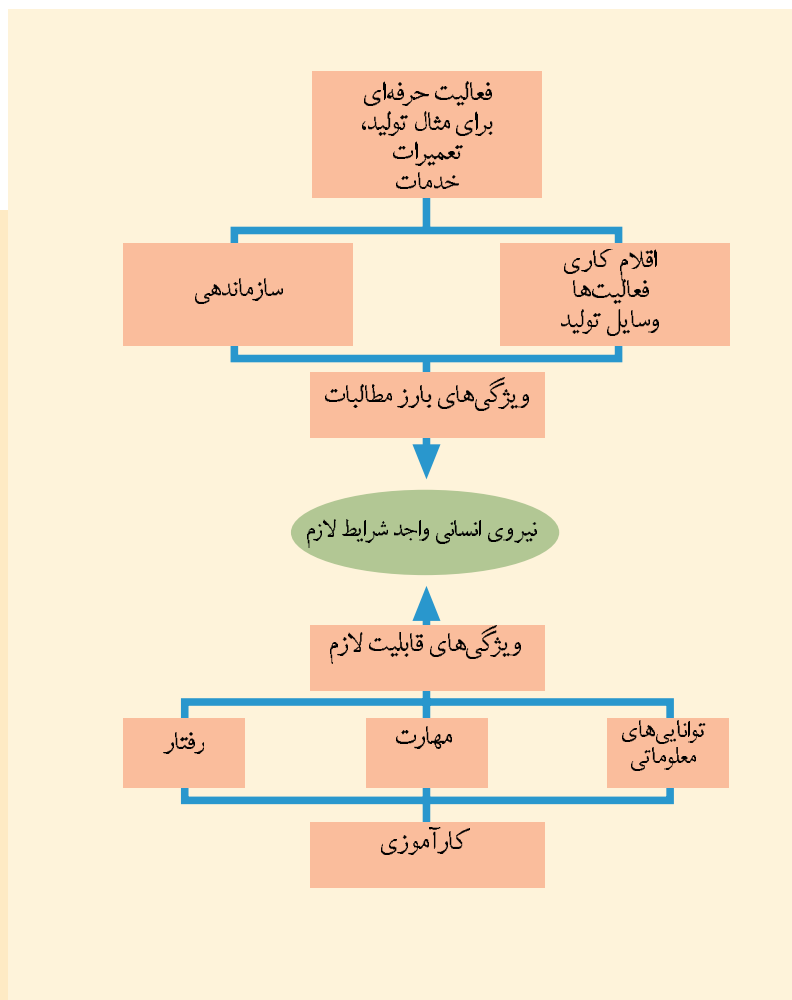 فعالیت حرفه‌ای
برای مثال تولید،
تعمیرات
خدمات
اقلام کاری
فعالیت‌ها
وسایل تولید
سازماندهی
ویژگی‌های بارز مطالبات
نیروی انسانی واجد شرایط لازم
ویژگی‌های قابلیت لازم
توانایی‌های
معلوماتی
مهارت
رفتار
کارآموزی